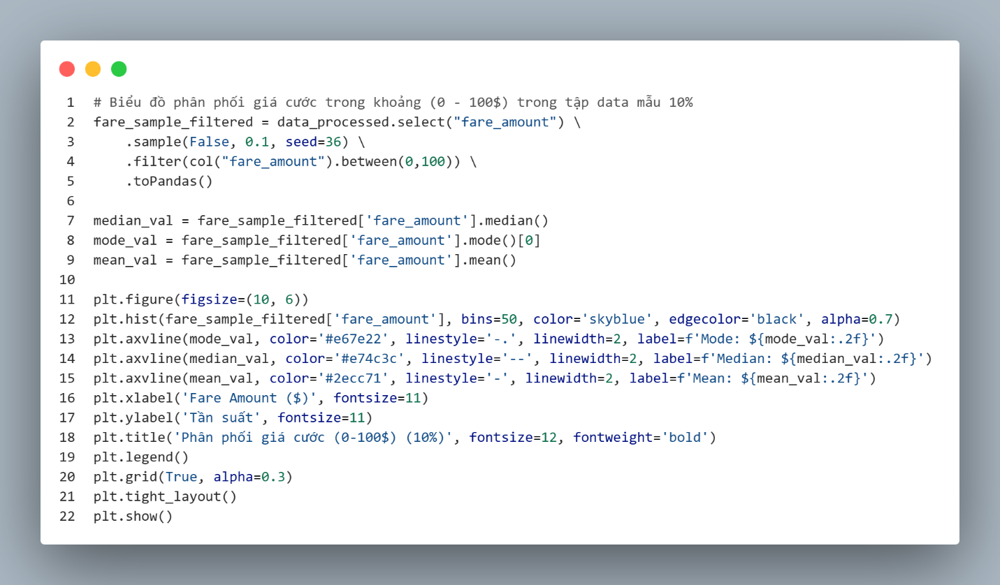 1 # Biểu đồ phân phối giá cước trong khoảng (0 - 100$) trong tập data mẫu 10%
2 fare_sample_filtered = data_processed.select("fare_amount") \
3     .sample(False, 0.1, seed=36) \
4     .filter(col("fare_amount").between(0,100)) \
5     .toPandas()
6
7 median_val = fare_sample_filtered['fare_amount'].median()
8 mode_val = fare_sample_filtered['fare_amount'].mode()[0]
9 mean_val = fare_sample_filtered['fare_amount'].mean()
10
11 plt.figure(figsize=(10, 6))
12 plt.hist(fare_sample_filtered['fare_amount'], bins=50, color='skyblue', edgecolor='black', alpha=0.7)
13 plt.axvline(mode_val, color='#e67e22', linestyle='-.', linewidth=2, label=f'Mode: ${mode_val:.2f}')
14 plt.axvline(median_val, color='#e74c3c', linestyle='--', linewidth=2, label=f'Median: ${median_val:.2f}')
15 plt.axvline(mean_val, color='#2ecc71', linestyle='-', linewidth=2, label=f'Mean: ${mean_val:.2f}')
16 plt.xlabel('Fare Amount ($)', fontsize=11)
17 plt.ylabel('Tần suất', fontsize=11)
18 plt.title('Phân phối giá cước (0-100$) (10%)', fontsize=12, fontweight='bold')
19 plt.legend()
20 plt.grid(True, alpha=0.3)
21 plt.tight_layout()
22 plt.show()